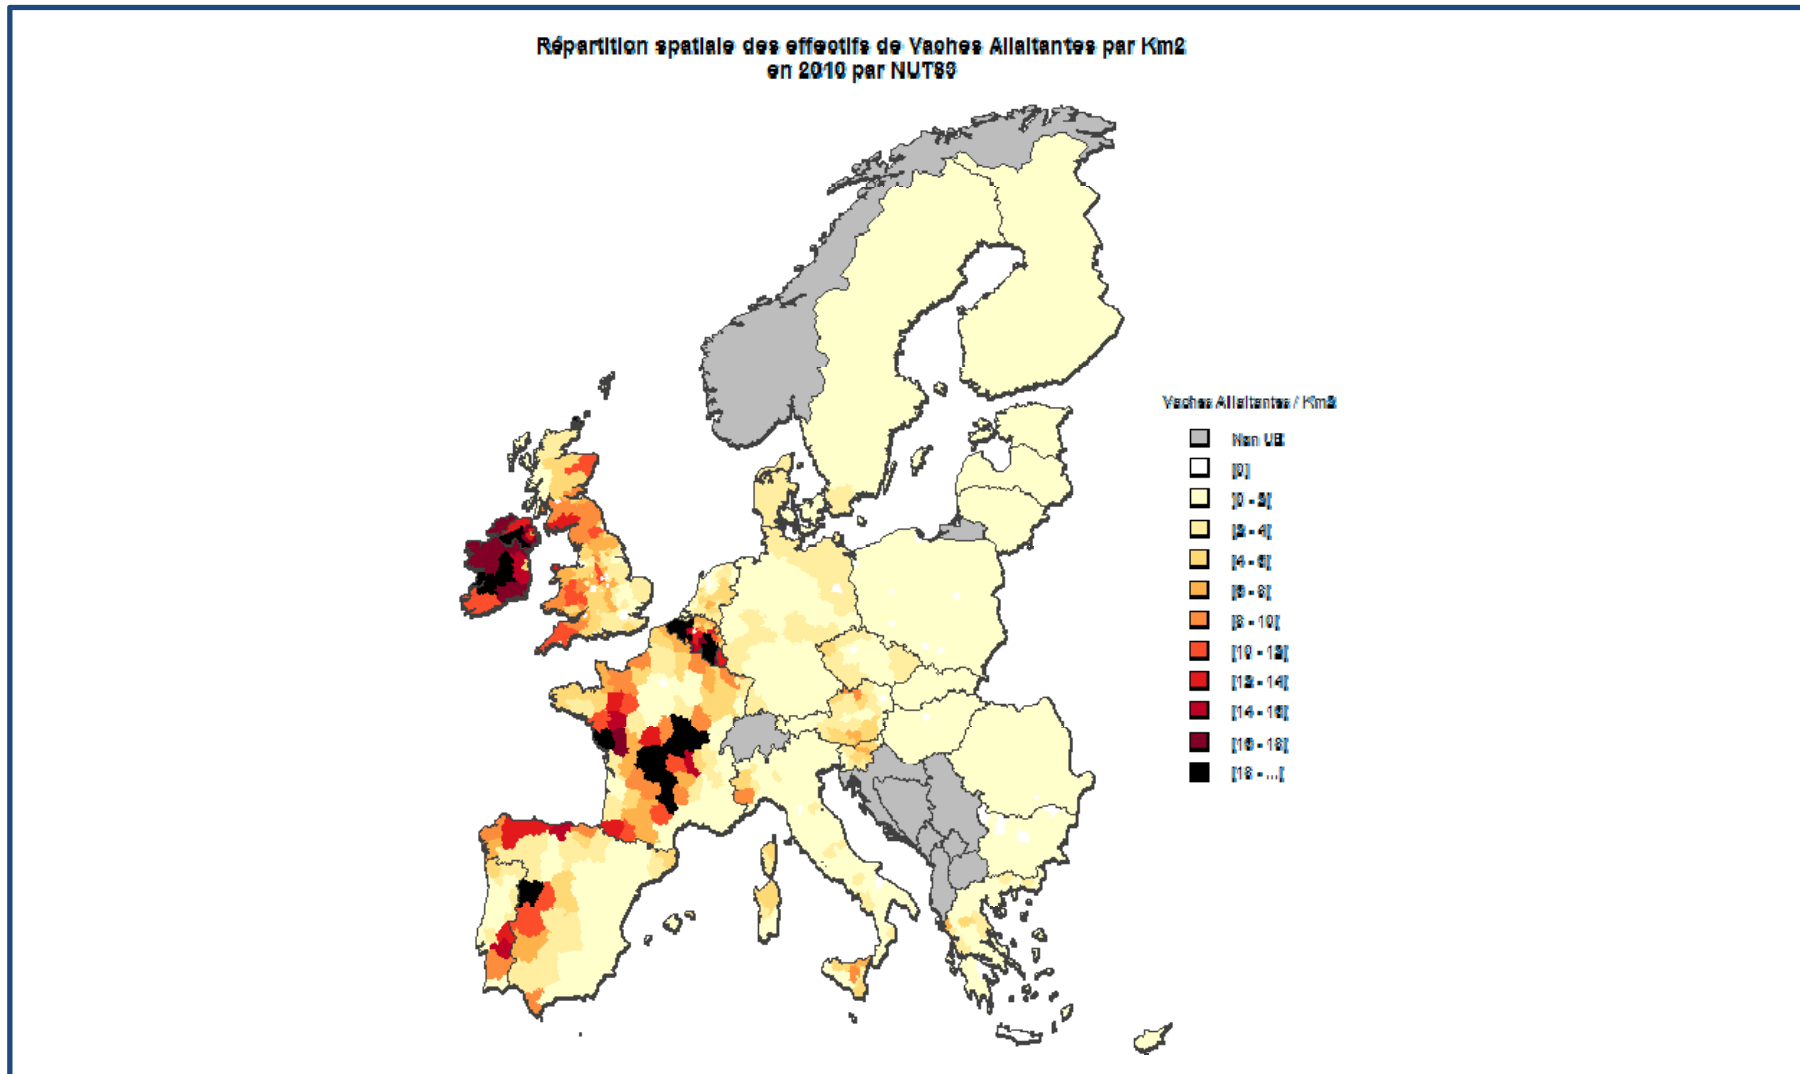 Répartition spatiale des effectifs de Vaches Allaitantes par Km2
en 2010 par NUTS3
Vaches Allaitantes / Km2
Non UE
[0]
]0 - 2[
[2 - 4[
[4 - 6[
[6 - 8[
[8 - 10[
[10 - 12[
[12 - 14[
[14 - 16[
[16 - 18[
[18 - ...[